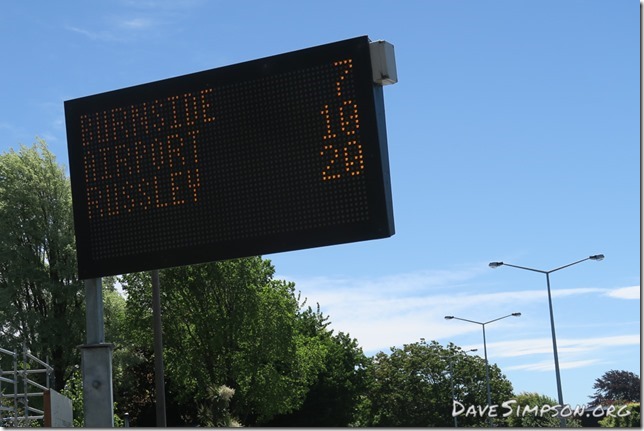 BURNSIDE 7
AIRPORT 10
RUSSLEY 20
DaveSimpson.org